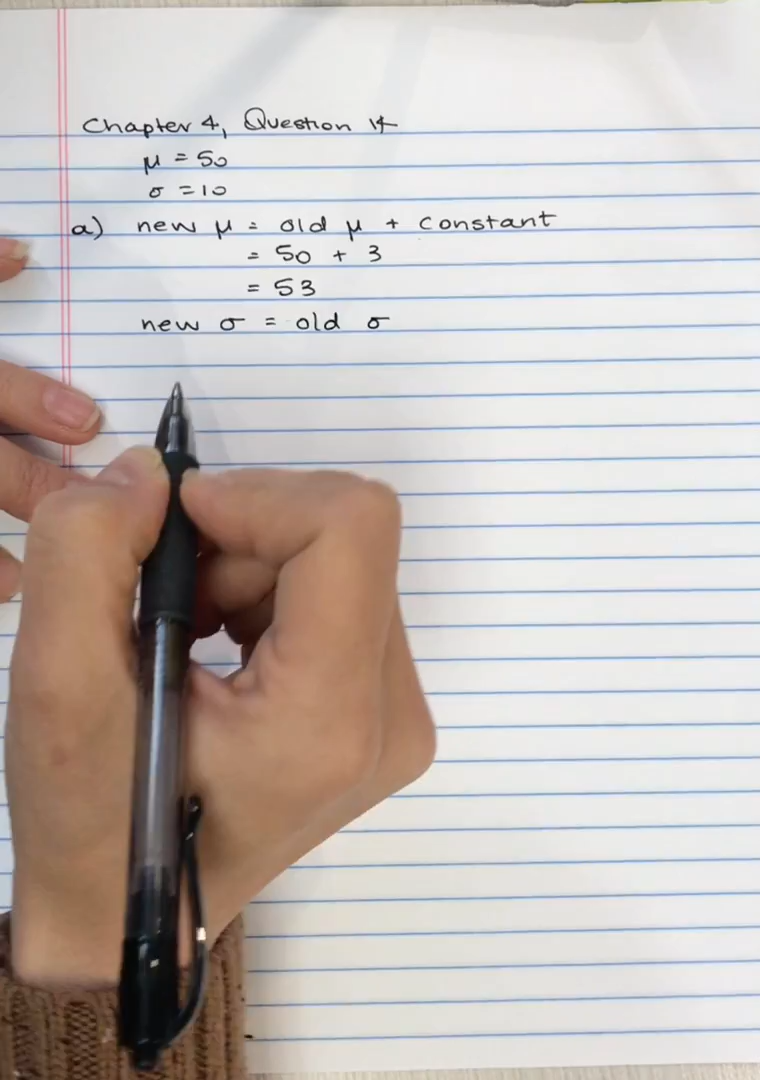 Chapter 4, Question 14
μ = 50
σ = 10
a) new μ = old μ + constant
= 50 + 3
= 53
new σ = old σ